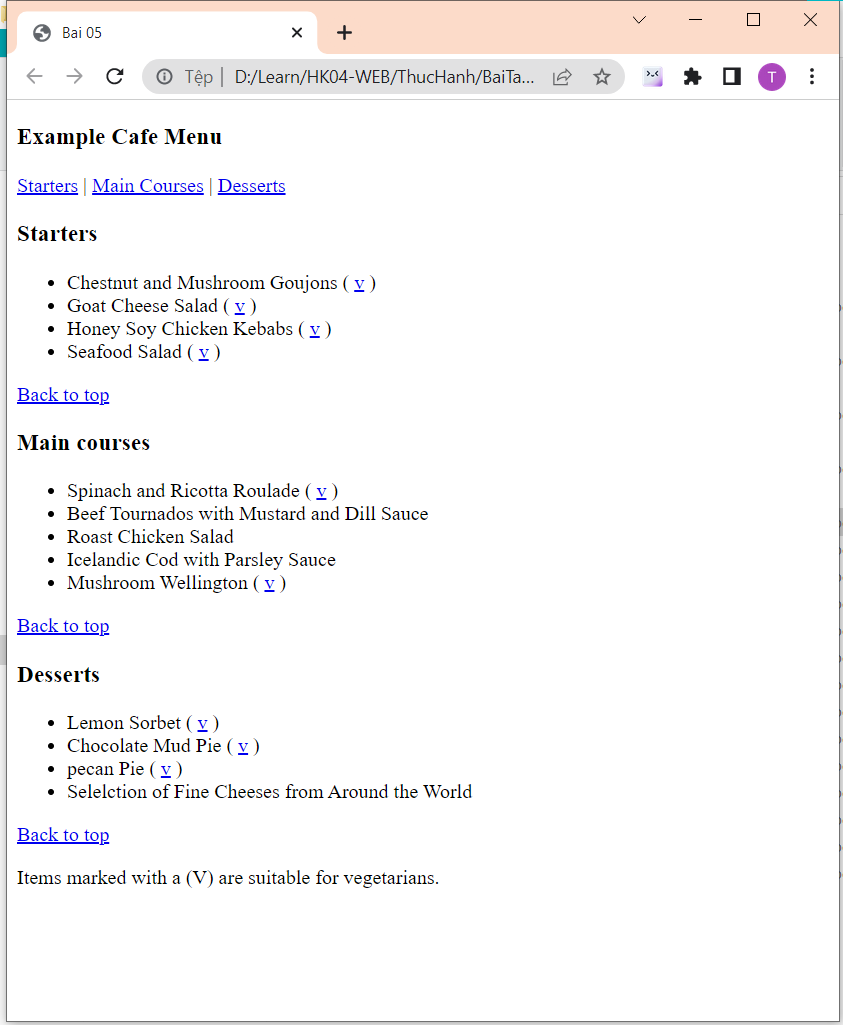 Bai 05
Tệp | D:/Learn/HK04-WEB/ThucHanh/BaiTa...
T
Example Cafe Menu
Starters | Main Courses | Desserts
Starters
• Chestnut and Mushroom Goujons ( v )
• Goat Cheese Salad ( v )
• Honey Soy Chicken Kebabs ( v )
• Seafood Salad ( v )
Back to top
Main courses
• Spinach and Ricotta Roulade ( v )
• Beef Tournados with Mustard and Dill Sauce
• Roast Chicken Salad
• Icelandic Cod with Parsley Sauce
• Mushroom Wellington ( v )
Back to top
Desserts
• Lemon Sorbet ( v )
• Chocolate Mud Pie ( v )
• pecan Pie ( v )
• Selelction of Fine Cheeses from Around the World
Back to top
Items marked with a (V) are suitable for vegetarians.